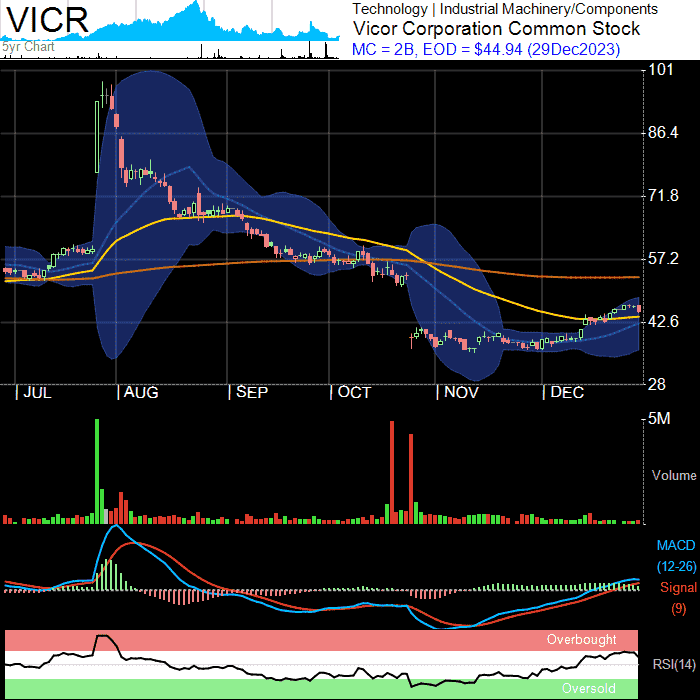 VICR
5yr Chart
Technology | Industrial Machinery/Components
Vicor Corporation Common Stock
MC = 2B, EOD = $44.94 (29Dec2023)
101
86.4
71.8
57.2
42.6
28
JUL AUG SEP OCT NOV DEC
5M
Volume
MACD
(12-26)
Signal
(9)
Overbought
RSI(14)
Oversold